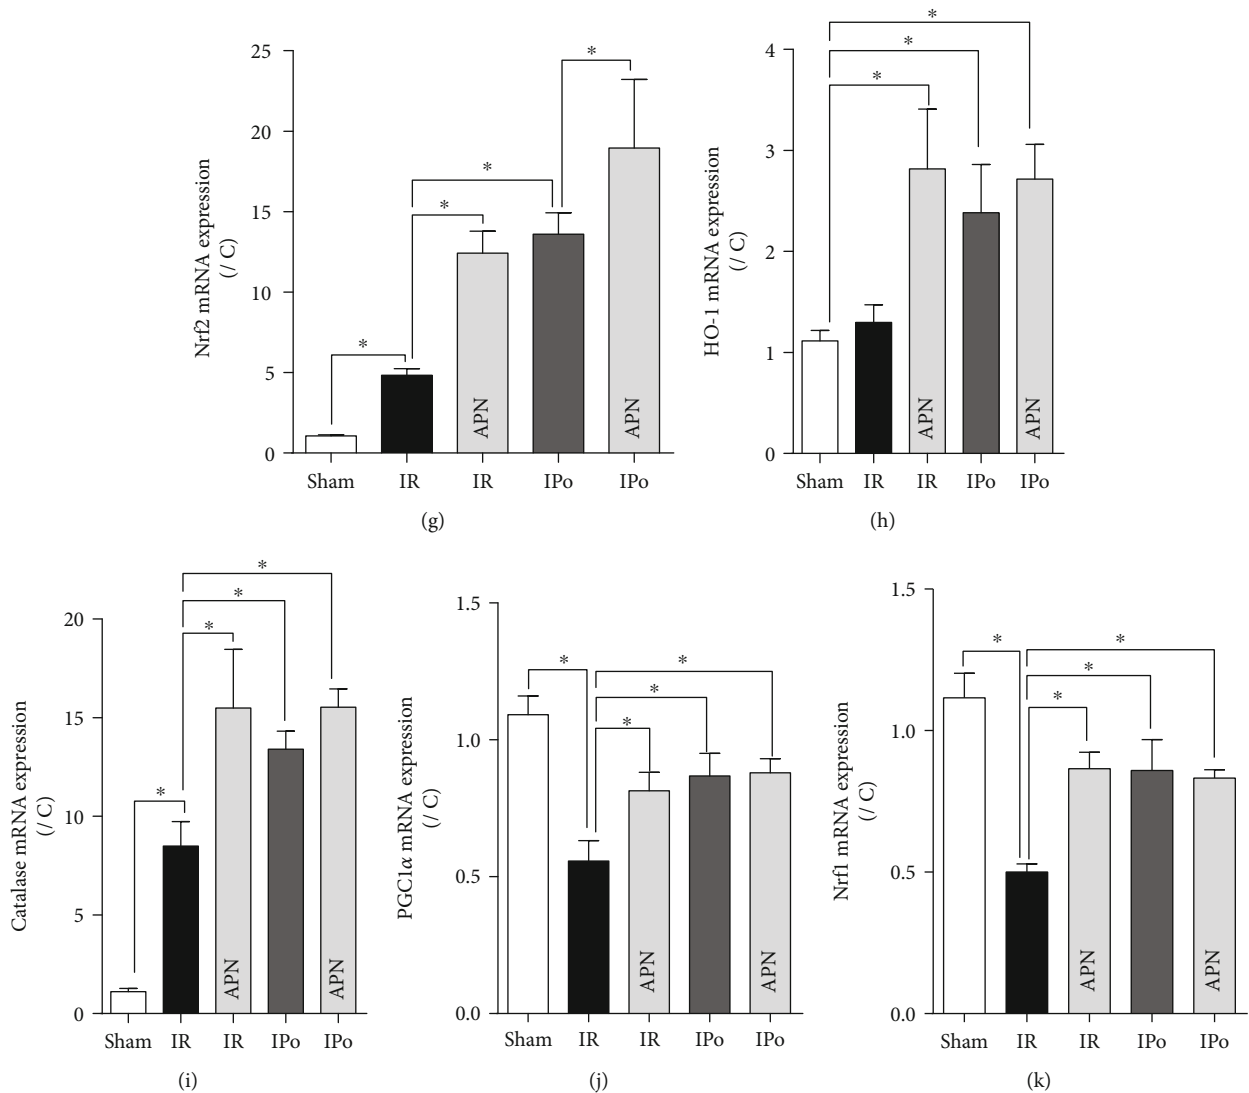 Nrf2 mRNA expression
(/ C)
25
20
15
10
5
0
*
*
*
*
APN
APN
Sham IR IR IPo IPo
(g)
HO-1 mRNA expression
(/ C)
4
3
2
1
0
*
*
*
APN
APN
Sham IR IR IPo IPo
(h)
Catalase mRNA expression
(/ C)
20
15
10
5
0
*
*
*
*
APN
APN
Sham IR IR IPo IPo
(i)
PGC1α mRNA expression
(/ C)
1.5
1.0
0.5
0.0
*
*
*
*
APN
APN
Sham IR IR IPo IPo
(j)
Nrf1 mRNA expression
(/ C)
1.5
1.0
0.5
0.0
*
*
*
*
APN
APN
Sham IR IR IPo IPo
(k)